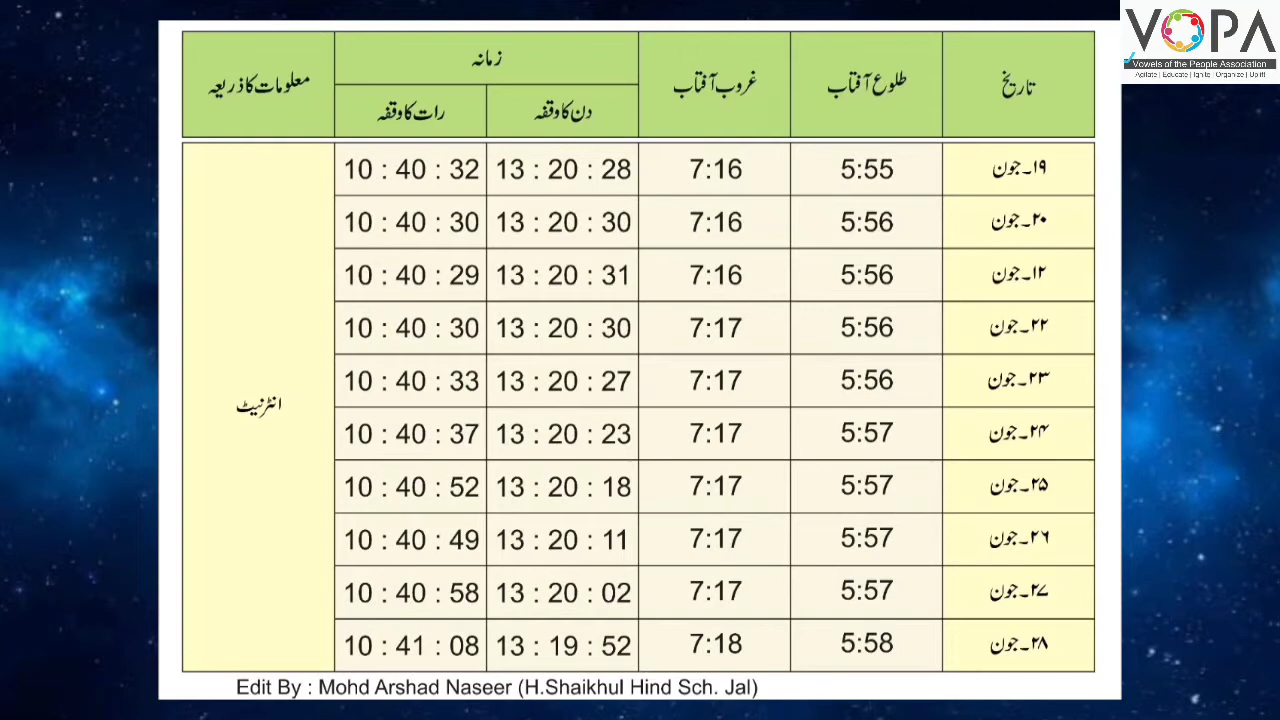 VOPA
Vowels of the People Association
Agitate | Educate | Ignite | Organize | Uplift
تاریخ طلوع آفتاب غروب آفتاب زمانہ معلومات کا ذریعہ
دن کا وقفہ رات کا وقفہ
۱۹۔جون 5:55 7:16 13 : 20 : 28 10 : 40 : 32
۲۰۔جون 5:56 7:16 13 : 20 : 30 10 : 40 : 30
۱۲۔جون 5:56 7:16 13 : 20 : 31 10 : 40 : 29
۲۲۔جون 5:56 7:17 13 : 20 : 30 10 : 40 : 30
۲۳۔جون 5:56 7:17 13 : 20 : 27 10 : 40 : 33
۲۴۔جون 5:57 7:17 13 : 20 : 23 10 : 40 : 37
۲۵۔جون 5:57 7:17 13 : 20 : 18 10 : 40 : 52
۲۶۔جون 5:57 7:17 13 : 20 : 11 10 : 40 : 49
۲۷۔جون 5:57 7:17 13 : 20 : 02 10 : 40 : 58
۲۸۔جون 5:58 7:18 13 : 19 : 52 10 : 41 : 08
انٹرنیٹ
Edit By : Mohd Arshad Naseer (H.Shaikhul Hind Sch. Jal)